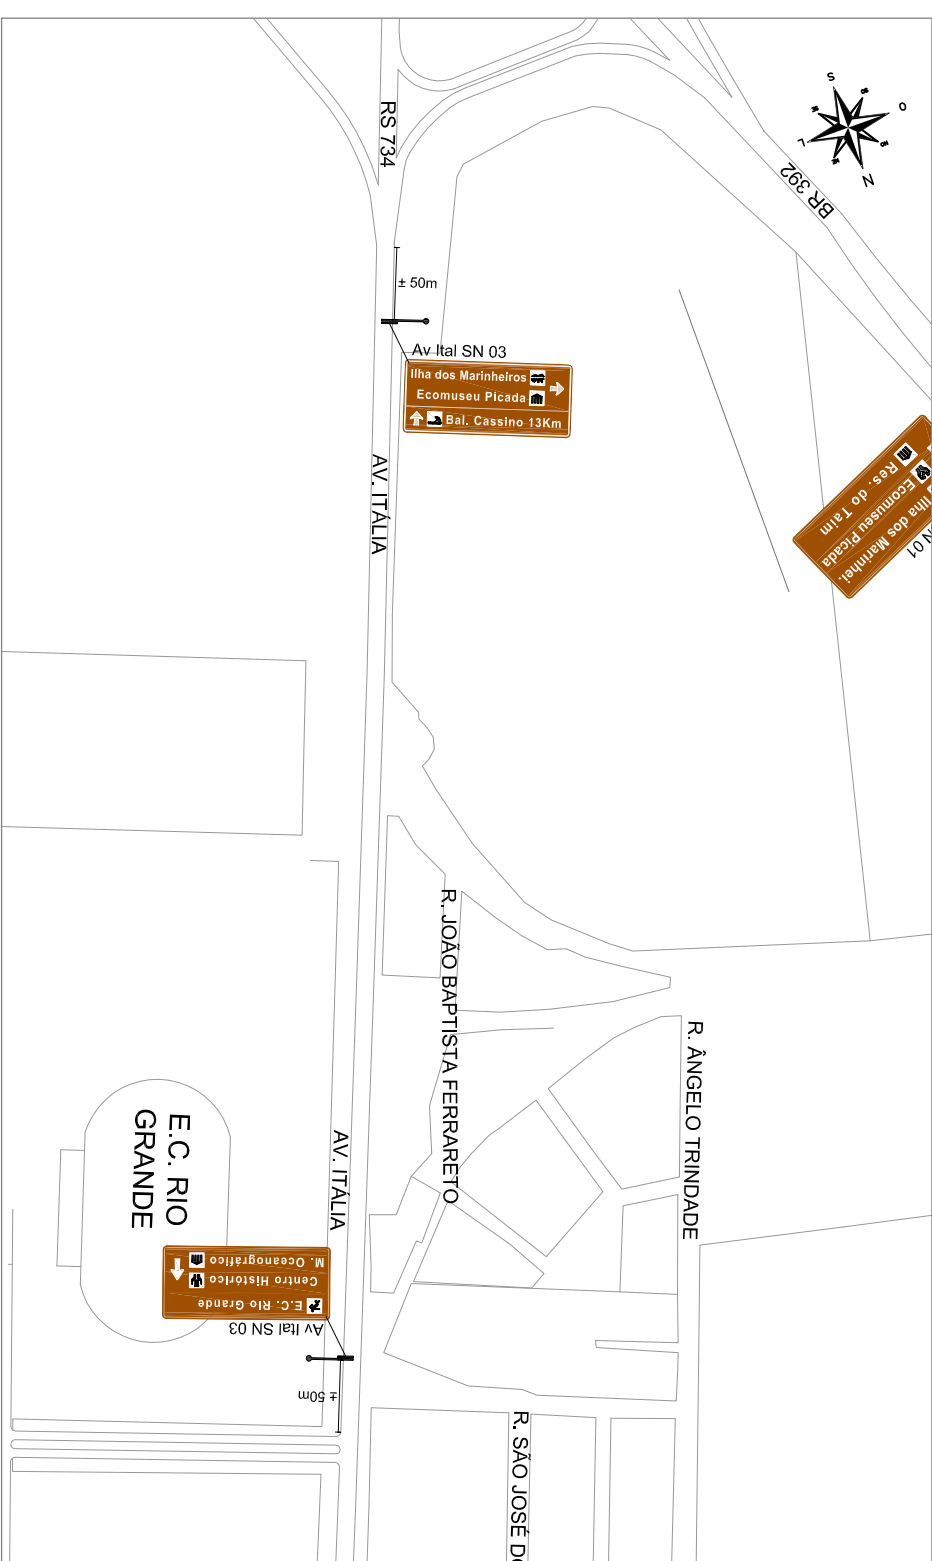 RS 734
BR 392
S
O
L
N
± 50m
Av Ital SN 03
Ilha dos Marinheiros
Ecomuseu Picada
Bal. Cassino 13Km
AV. ITÁLIA
N 01
Ilha dos Marinhei.
Ecomuseu Picada
Res. do Taim
R. JOÃO BAPTISTA FERRARETO
R. ÂNGELO TRINDADE
E.C. RIO
GRANDE
AV. ITÁLIA
E.C. Rio Grande
Centro Histórico
M. Oceanográfico
Av Ital SN 03
± 50m
R. SÃO JOSÉ DO